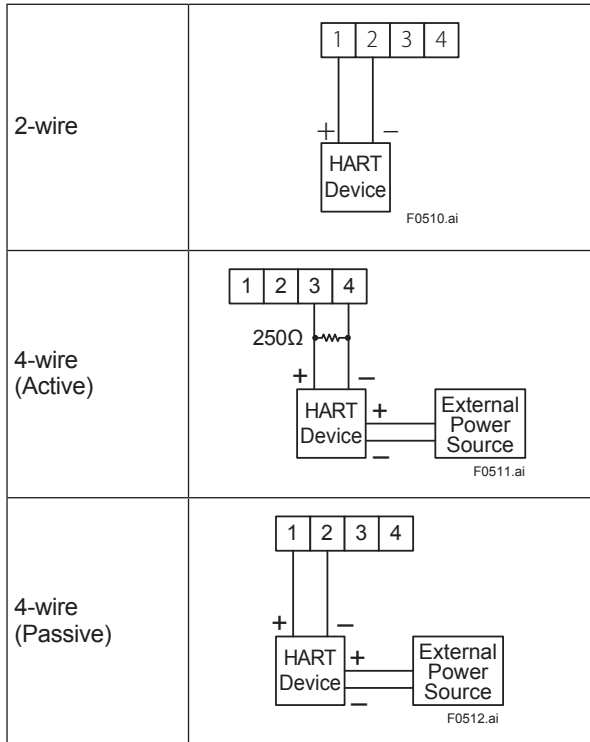 1 2 3 4
2-wire
+ −
HART
Device
F0510.ai
1 2 3 4
250Ω
4-wire
(Active)
+ −
HART
Device
+
−
External
Power
Source
F0511.ai
1 2 3 4
4-wire
(Passive)
+ −
HART
Device
+
−
External
Power
Source
F0512.ai